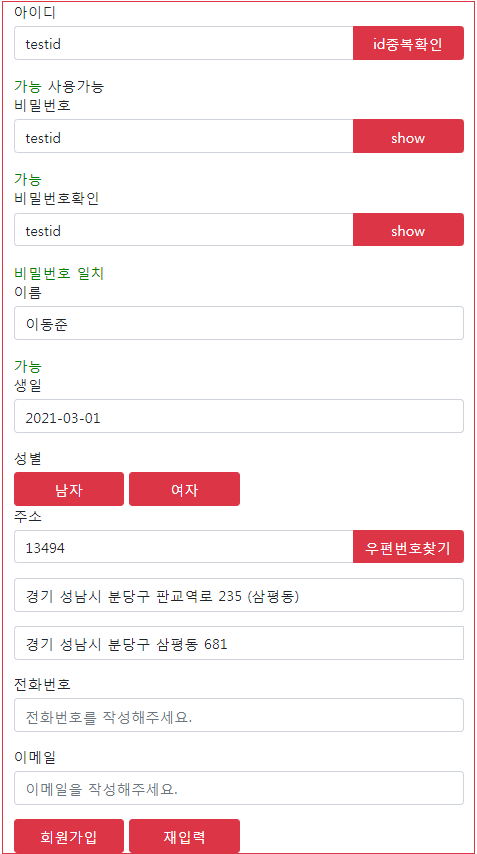 아이디
testid id중복확인
가능 사용가능
비밀번호
testid show
가능
비밀번호확인
testid show
비밀번호 일치
이름
이동준
가능
생일
2021-03-01
성별
남자 여자
주소
13494 우편번호찾기
경기 성남시 분당구 판교역로 235 (삼평동)
경기 성남시 분당구 삼평동 681
전화번호
전화번호를 작성해주세요.
이메일
이메일을 작성해주세요.
회원가입 재입력